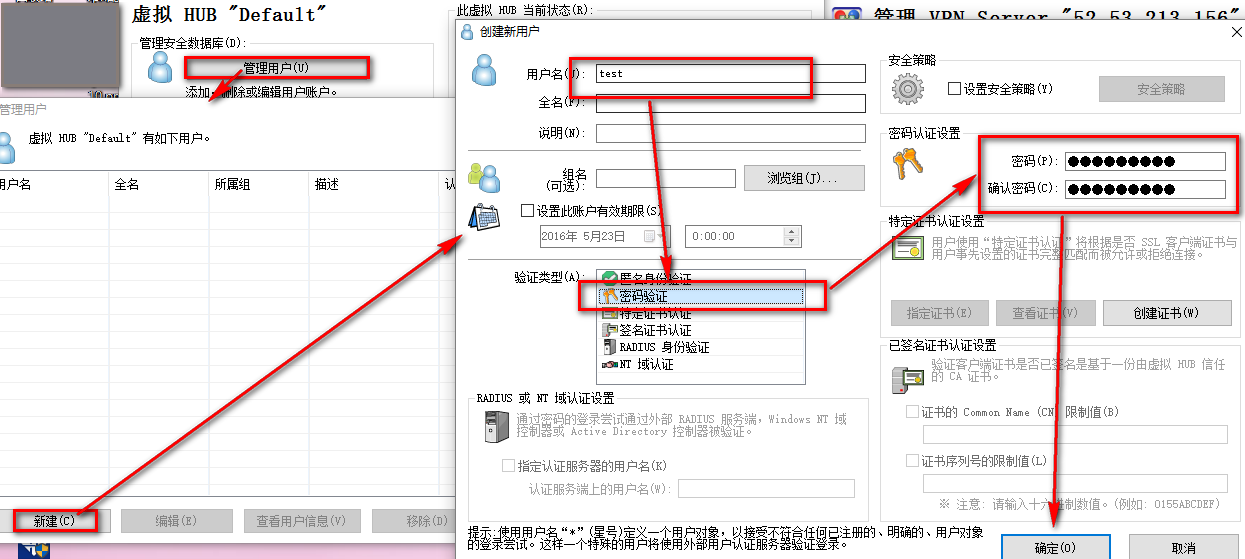 虚拟 HUB "Default"
管理安全数据库(D):
管理用户(U)
添加、删除或编辑用户账户。
此虚拟 HUB 当前状态(R):
管理 VPN Server "52.53.213.156"
管理用户
虚拟 HUB "Default" 有如下用户。
用户名 全名 所属组 描述 认
新建(C) 编辑(E) 查看用户信息(V) 移除(D)
创建新用户
用户名(U): test
全名(F):
说明(N):
组名
(可选): 浏览组(J)...
设置此账户有效期限(S)
2016年 5月23日 0:00:00
验证类型(A): 匿名身份验证
密码验证
特定证书认证
签名证书认证
RADIUS 身份验证
NT 域认证
RADIUS 或 NT 域认证设置
通过密码的登录尝试通过外部 RADIUS 服务端，Windows NT 域
控制器或 Active Directory 控制器被验证。
指定认证服务器的用户名(K)
认证服务端上的用户名(W):
提示:使用用户名“*”(星号)定义一个用户对象，以接受不符合任何已注册的、明确的、用户对象
的登录尝试。这样一个特殊的用户将使用外部用户认证服务器验证登录。
安全策略
设置安全策略(Y) 安全策略
密码认证设置
密码(P): ●●●●●●●●●
确认密码(C): ●●●●●●●●●
特定证书认证设置
用户使用“特定证书认证”将根据是否 SSL 客户端证书与
用户事先设置的证书完整匹配而被允许或拒绝连接。
指定证书(E) 查看证书(V) 创建证书(W)
已签名证书认证设置
验证客户端证书是否已签名是基于一份由虚拟 HUB 信任
的 CA 证书。
证书的 Common Name (CN) 限制值(B)
证书序列号的限制值(L)
※ 注意: 请输入十六进制数值。(例如: 0155ABCDEF)
确定(O) 取消